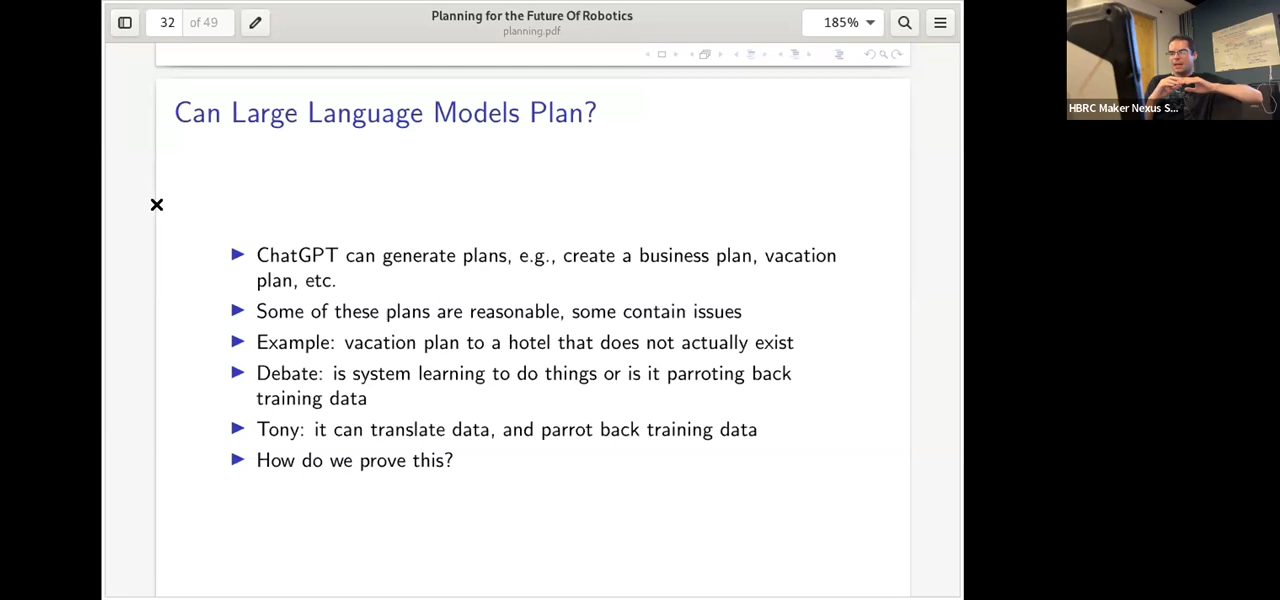 32 of 49
Planning for the Future Of Robotics
planning.pdf
185%
Can Large Language Models Plan?
ChatGPT can generate plans, e.g., create a business plan, vacation
plan, etc.
Some of these plans are reasonable, some contain issues
Example: vacation plan to a hotel that does not actually exist
Debate: is system learning to do things or is it parroting back
training data
Tony: it can translate data, and parrot back training data
How do we prove this?
HBRC Maker Nexus S...